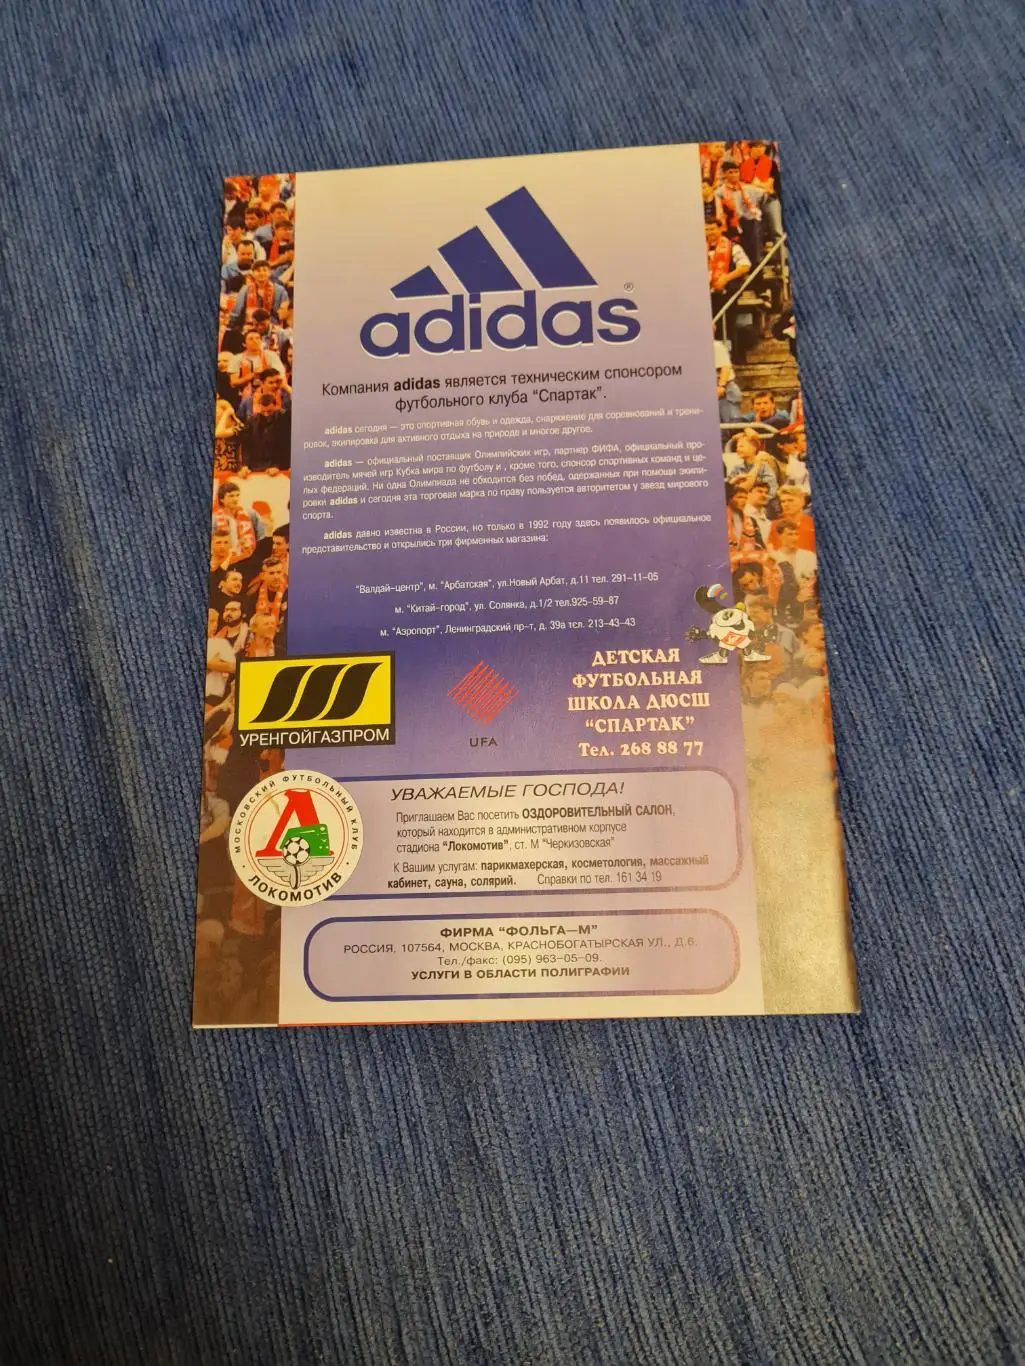 adidas®
Компания adidas является техническим спонсором
футбольного клуба “Спартак”.
adidas сегодня — это спортивная обувь и одежда, снаряжение для соревнований и трени-
ровок, экипировка для активного отдыха на природе и многое другое.
adidas — официальный поставщик Олимпийских игр, партнер ФИФА, официальный про-
изводитель мячей игр Кубка мира по футболу и , кроме того, спонсор спортивных команд и це-
лых федераций. Ни одна Олимпиада не обходится без побед, одержанных при помощи экипи-
ровки adidas и сегодня эта торговая марка по праву пользуется авторитетом у звезд мирового
спорта.
adidas давно известна в России, но только в 1992 году здесь появилось официальное
представительство и открылись три фирменных магазина:
“Валдай-центр”, м. “Арбатская”, ул.Новый Арбат, д.11 тел. 291-11-05
м. “Китай-город”, ул. Солянка, д.1/2 тел.925-59-87
м. “Аэропорт”, Ленинградский пр-т, д. 39а тел. 213-43-43
УРЕНГОЙГАЗПРОМ
UFA
ДЕТСКАЯ
ФУТБОЛЬНАЯ
ШКОЛА ДЮСШ
“СПАРТАК”
Тел. 268 88 77
МОСКОВСКИЙ ФУТБОЛЬНЫЙ КЛУБ
ЛОКОМОТИВ
УВАЖАЕМЫЕ ГОСПОДА!
Приглашаем Вас посетить ОЗДОРОВИТЕЛЬНЫЙ САЛОН,
который находится в административном корпусе
стадиона “Локомотив”, ст. М “Черкизовская”
К Вашим услугам: парикмахерская, косметология, массажный
кабинет, сауна, солярий. Справки по тел. 161 34 19
ФИРМА “ФОЛЬГА—М”
РОССИЯ, 107564, МОСКВА, КРАСНОБОГАТЫРСКАЯ УЛ., Д.6.
Тел./факс: (095) 963-05-09.
УСЛУГИ В ОБЛАСТИ ПОЛИГРАФИИ